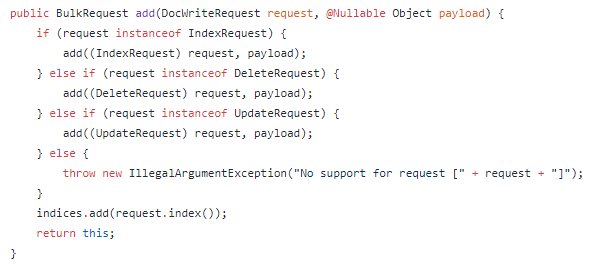 public BulkRequest add(DocWriteRequest request, @Nullable Object payload) {
    if (request instanceof IndexRequest) {
        add((IndexRequest) request, payload);
    } else if (request instanceof DeleteRequest) {
        add((DeleteRequest) request, payload);
    } else if (request instanceof UpdateRequest) {
        add((UpdateRequest) request, payload);
    } else {
        throw new IllegalArgumentException("No support for request [" + request + "]");
    }
    indices.add(request.index());
    return this;
}